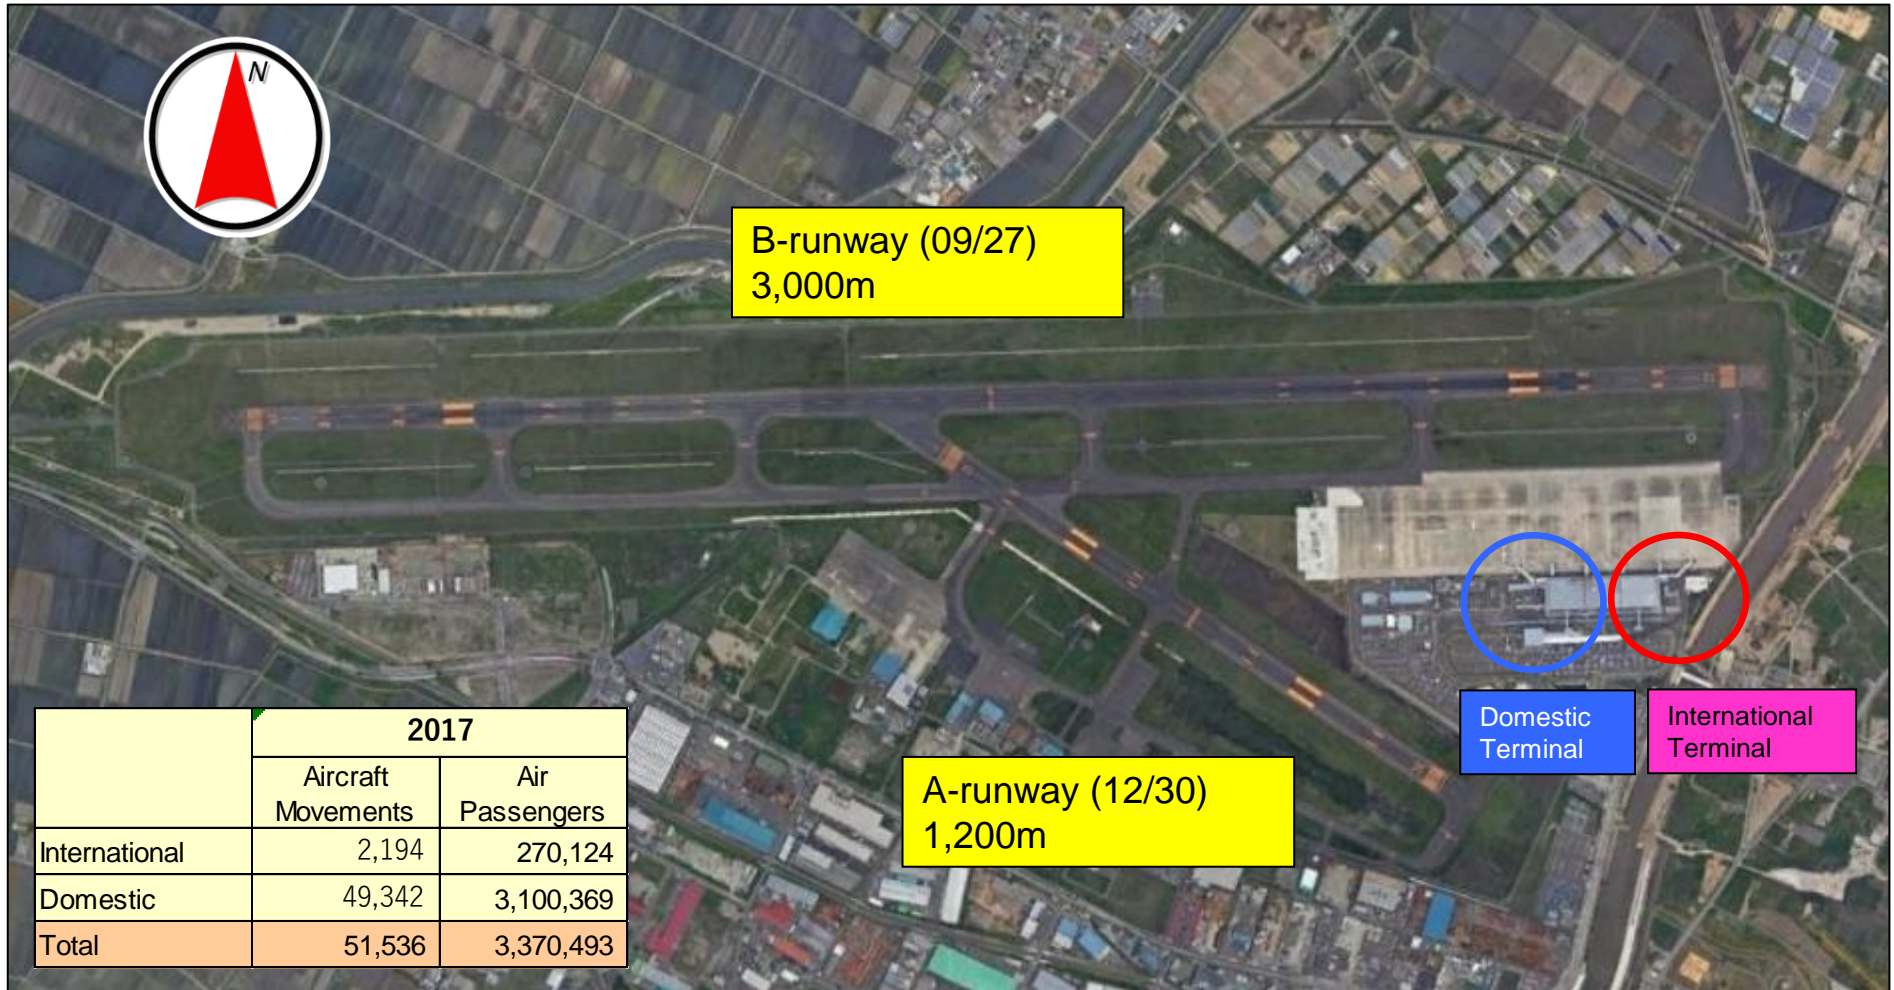 N
B-runway (09/27)
3,000m
Domestic
Terminal
International
Terminal
A-runway (12/30)
1,200m
2017
Aircraft
Movements
Air
Passengers
International 2,194 270,124
Domestic 49,342 3,100,369
Total 51,536 3,370,493